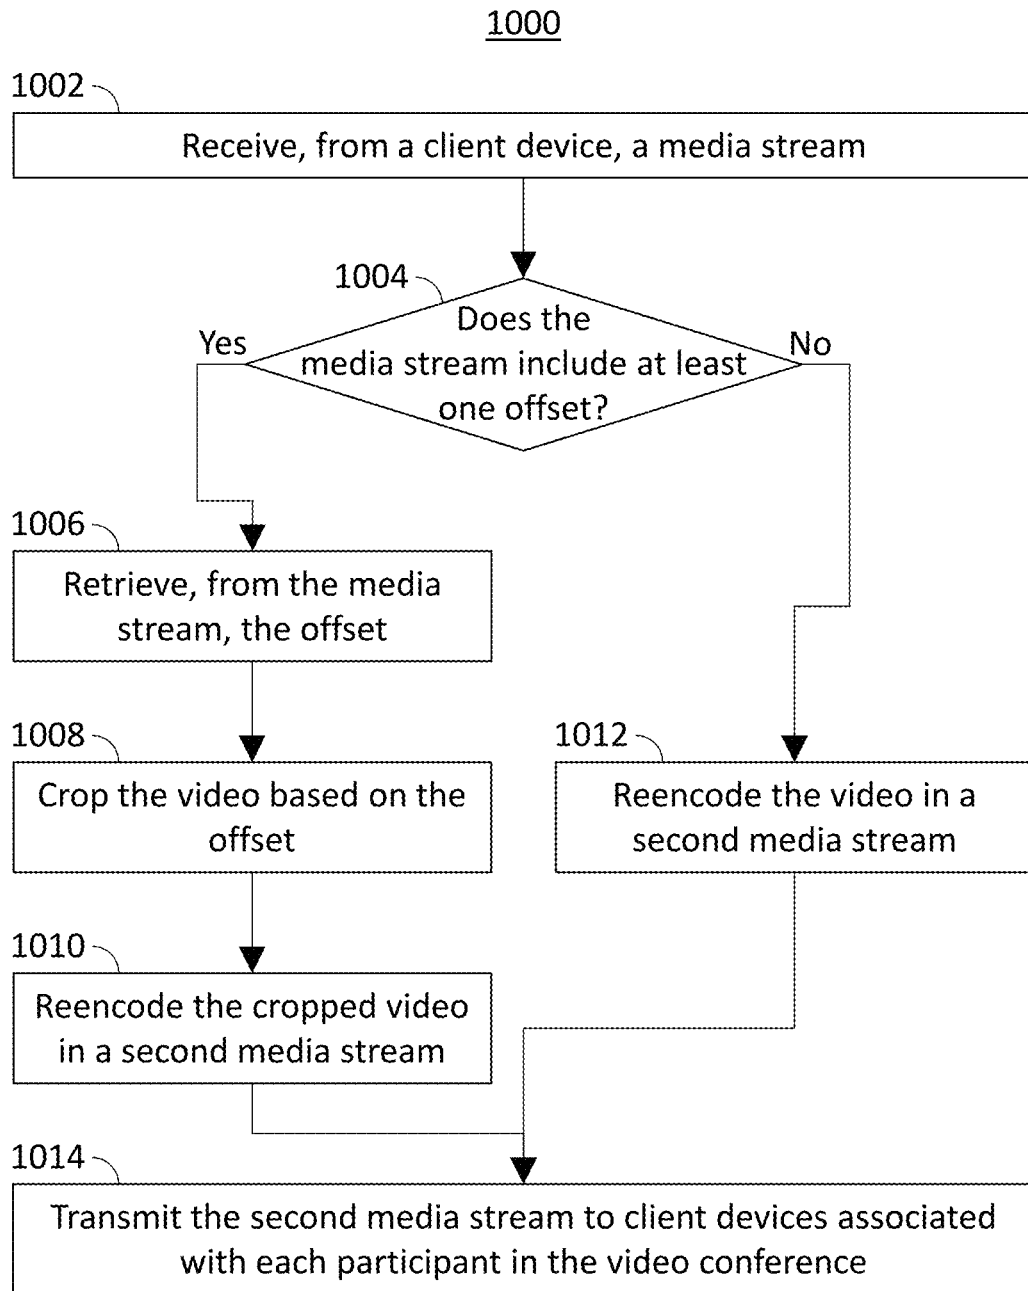 1000
1002
Receive, from a client device, a media stream
1004
Does the
media stream include at least
one offset?
Yes
No
1006
Retrieve, from the media
stream, the offset
1008
Crop the video based on the
offset
1012
Reencode the video in a
second media stream
1010
Reencode the cropped video
in a second media stream
1014
Transmit the second media stream to client devices associated
with each participant in the video conference